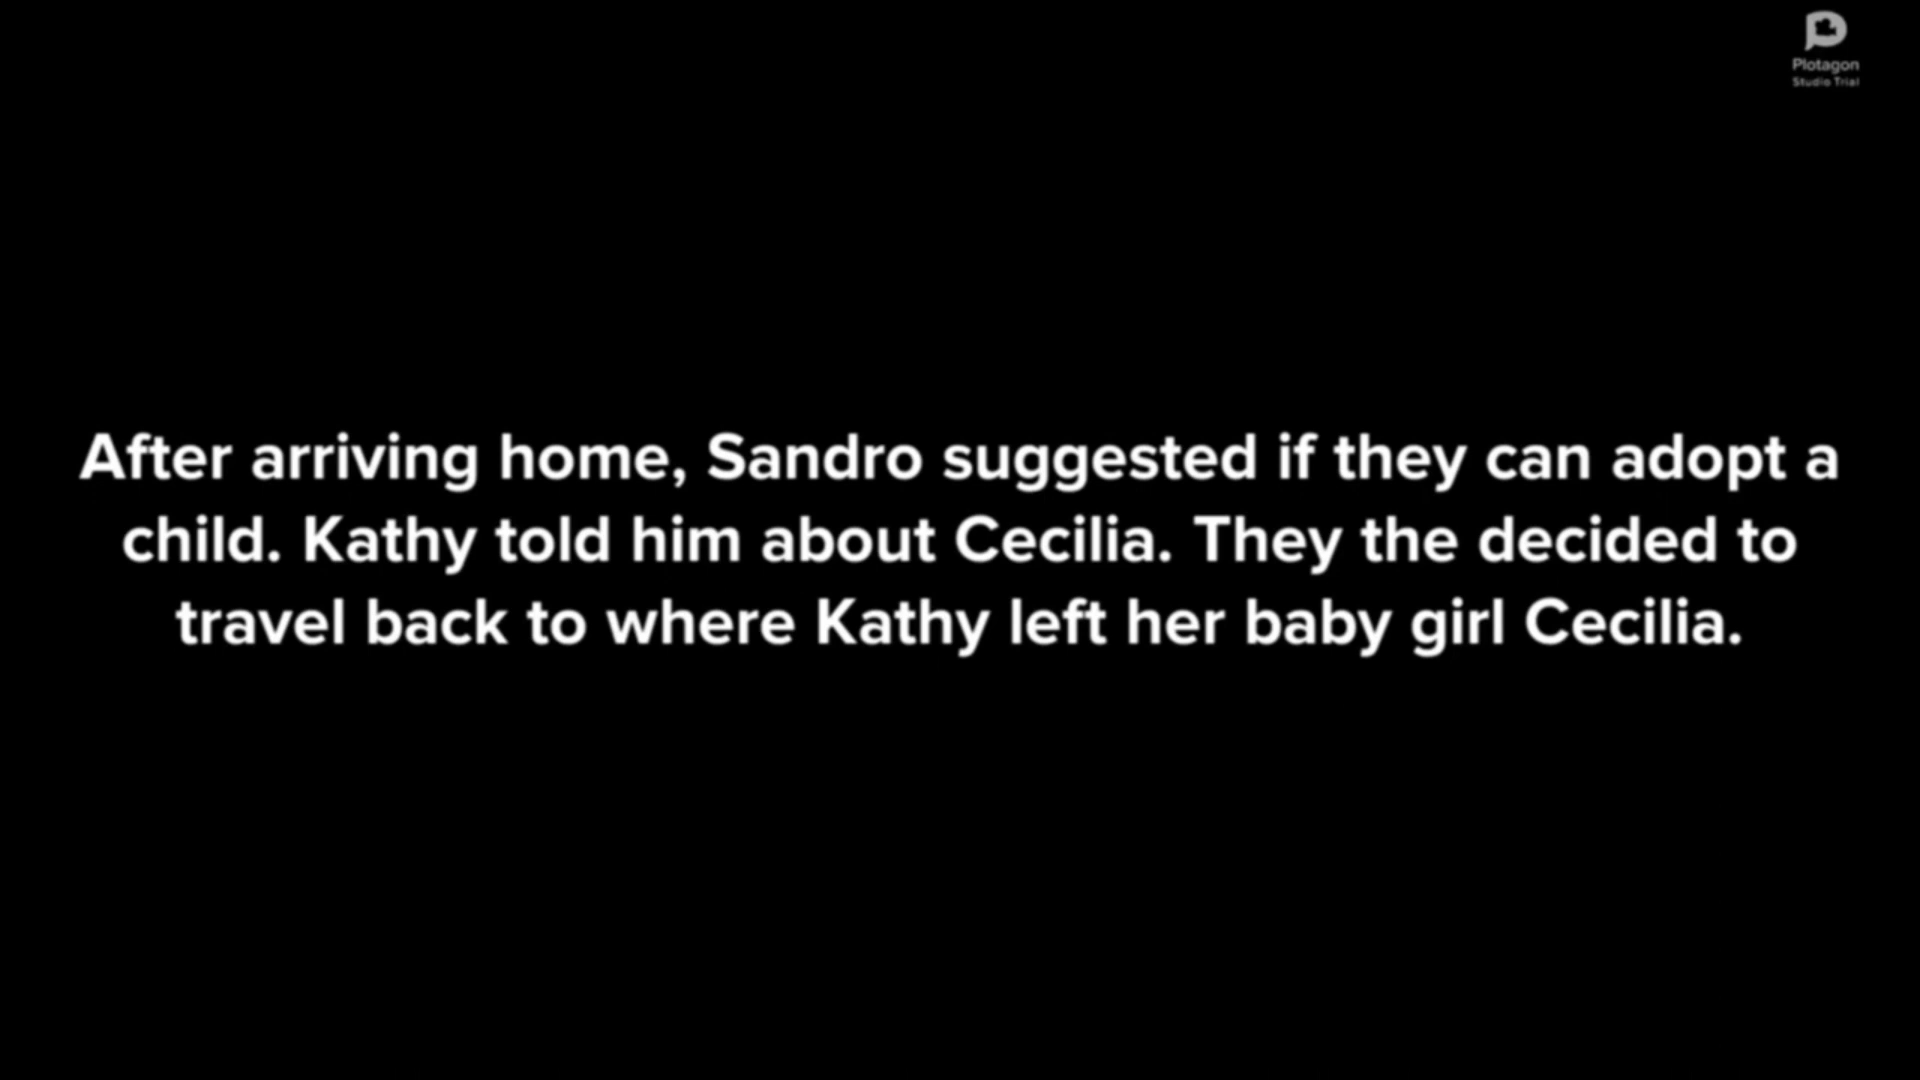 Plotagon
Studio Trial
After arriving home, Sandro suggested if they can adopt a
child. Kathy told him about Cecilia. They the decided to
travel back to where Kathy left her baby girl Cecilia.